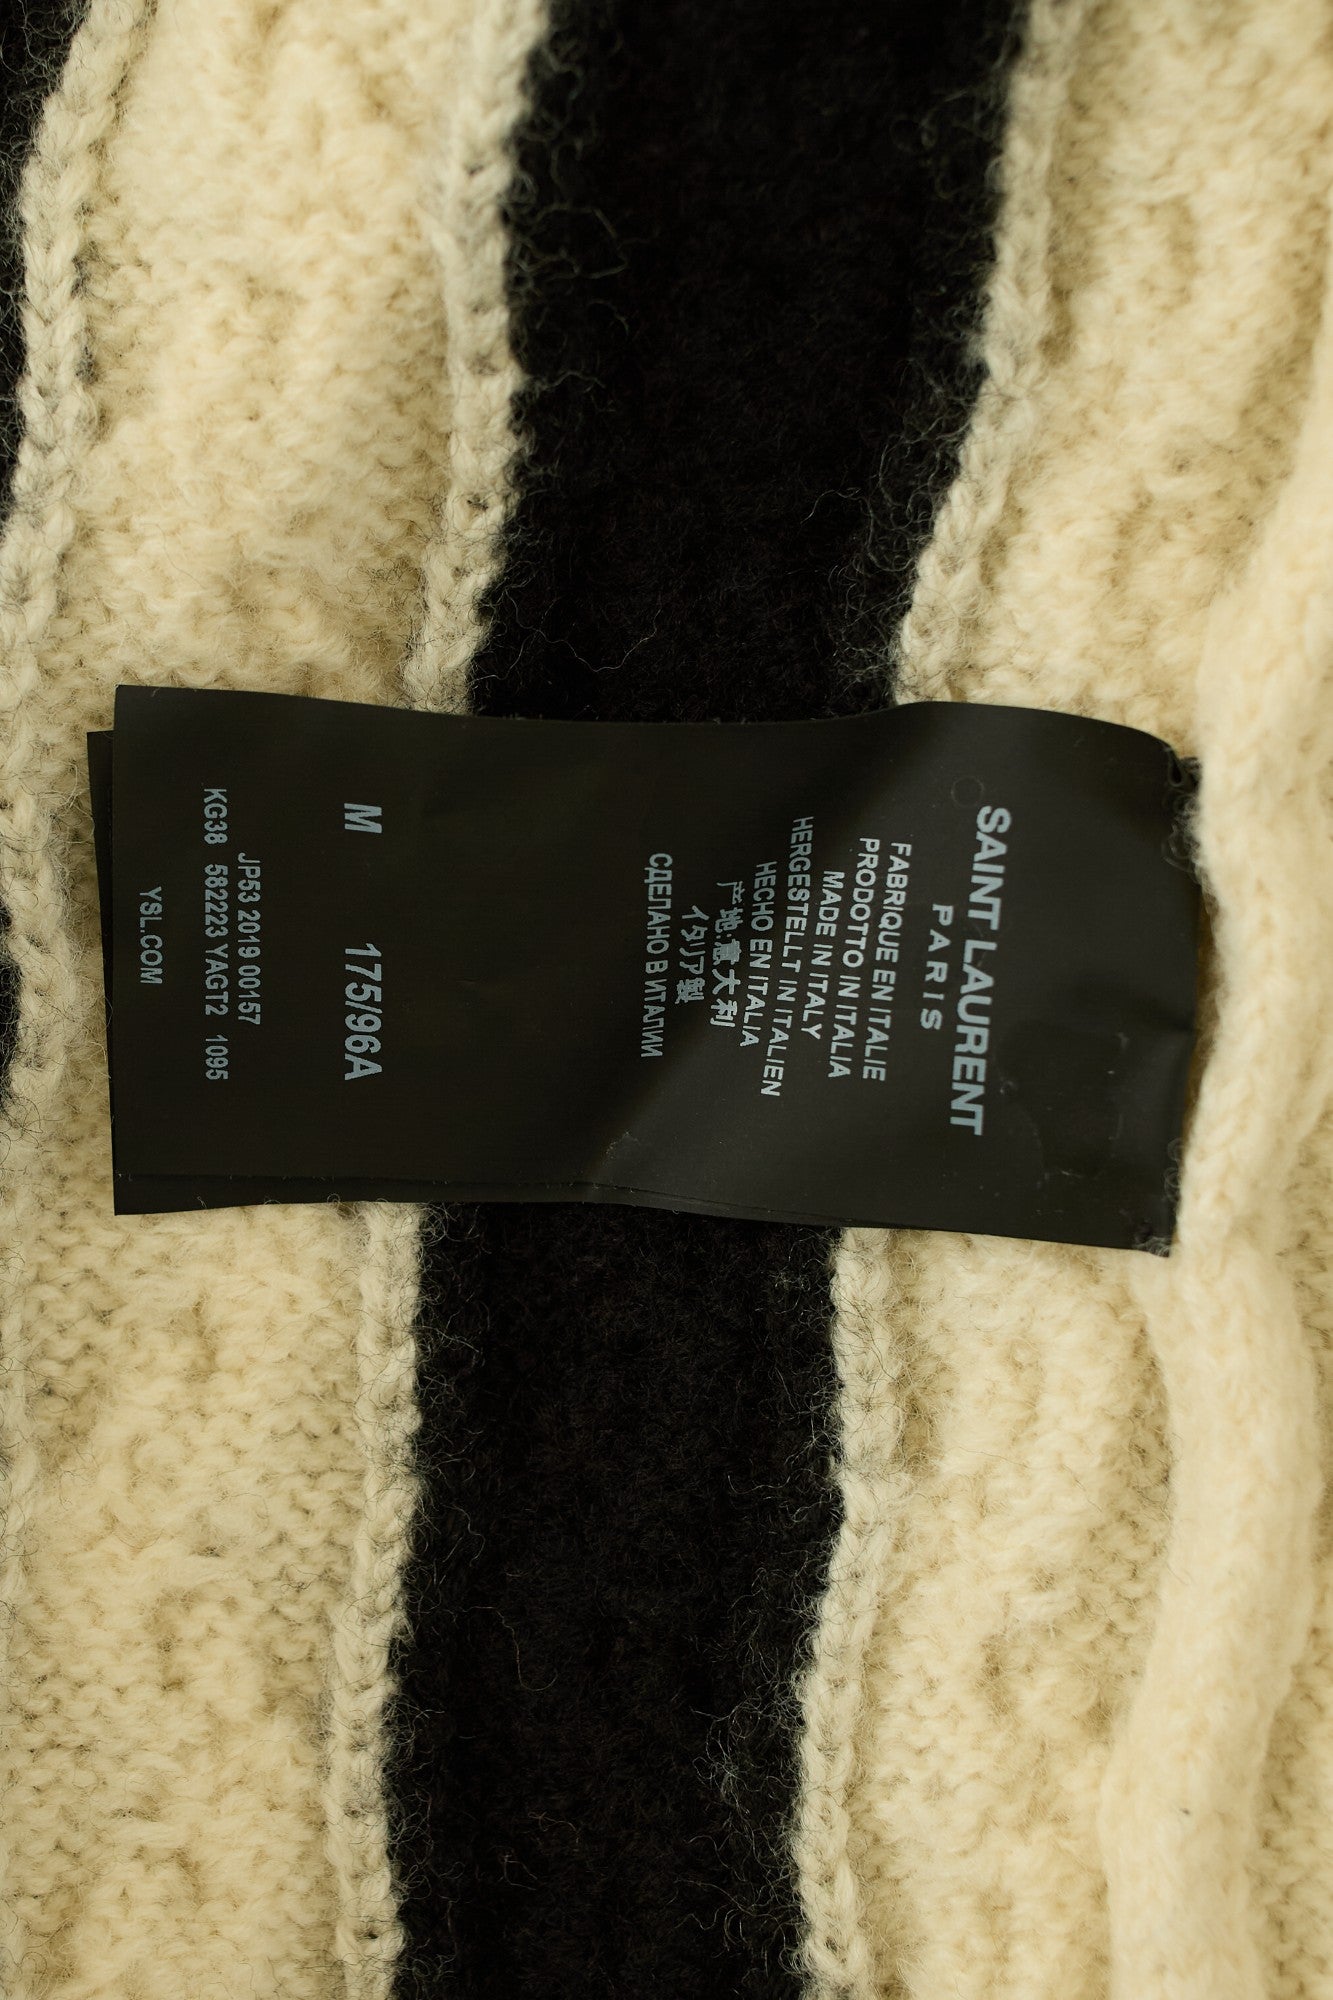 SAINT LAURENT
PARIS
FABRIQUE EN ITALIE
PRODOTTO IN ITALIA
MADE IN ITALY
HERGESTELLT IN ITALIEN
HECHO EN ITALIA
产地:意大利
イタリア製
СДЕЛАНО В ИТАЛИИ
M 175/96A
JP53 2019 00157
KG38 582223 YAGT2 1095
YSL.COM